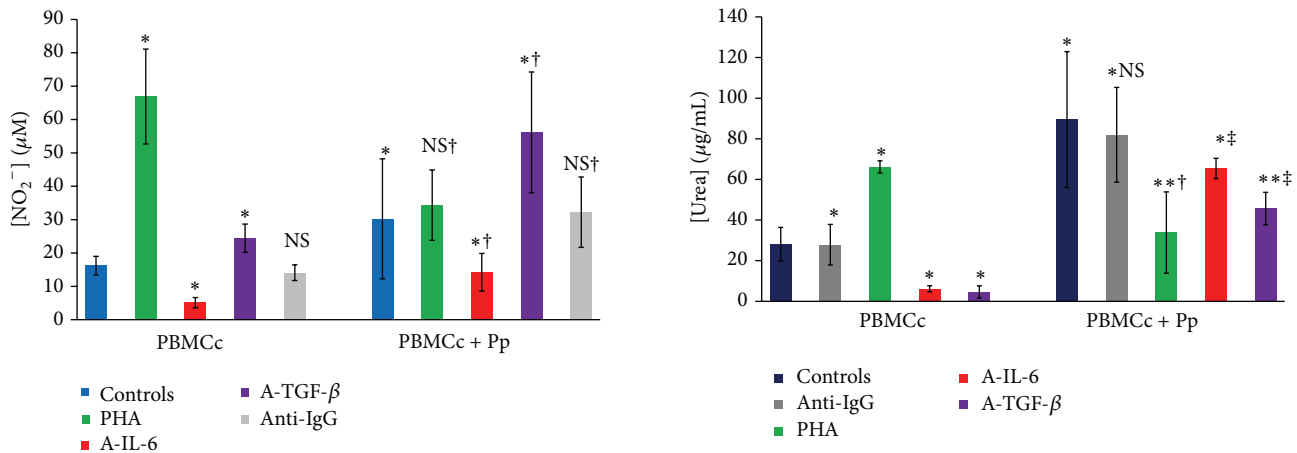 [NO₂⁻] (μM)
90
80
70
60
50
40
30
20
10
0
*
*
*
NS
*
NS†
*†
*†
NS†
PBMCc
PBMCc + Pp
Controls
PHA
A-IL-6
A-TGF-β
Anti-IgG
[Urea] (μg/mL)
140
120
100
80
60
40
20
0
*
*
*
*
*
*NS
**†
*‡
**‡
PBMCc
PBMCc + Pp
Controls
Anti-IgG
PHA
A-IL-6
A-TGF-β